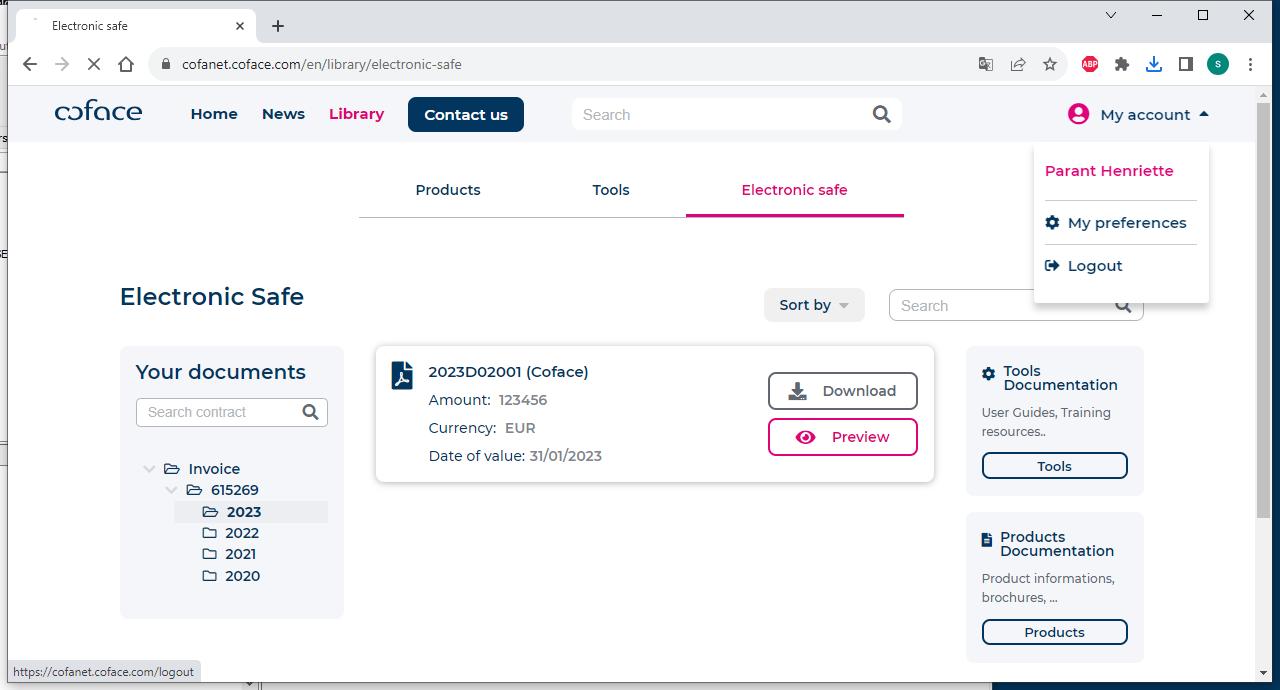 Electronic safe
cofanet.coface.com/en/library/electronic-safe
ABP
S
coface
Home
News
Library
Contact us
Search
My account
Parant Henriette
My preferences
Logout
Products
Tools
Electronic safe
Electronic Safe
Sort by
Search
Your documents
Search contract
Invoice
615269
2023
2022
2021
2020
2023D02001 (Coface)
Amount: 123456
Currency: EUR
Date of value: 31/01/2023
Download
Preview
Tools
Documentation
User Guides, Training
resources..
Tools
Products
Documentation
Product informations,
brochures, ...
Products
https://cofanet.coface.com/logout